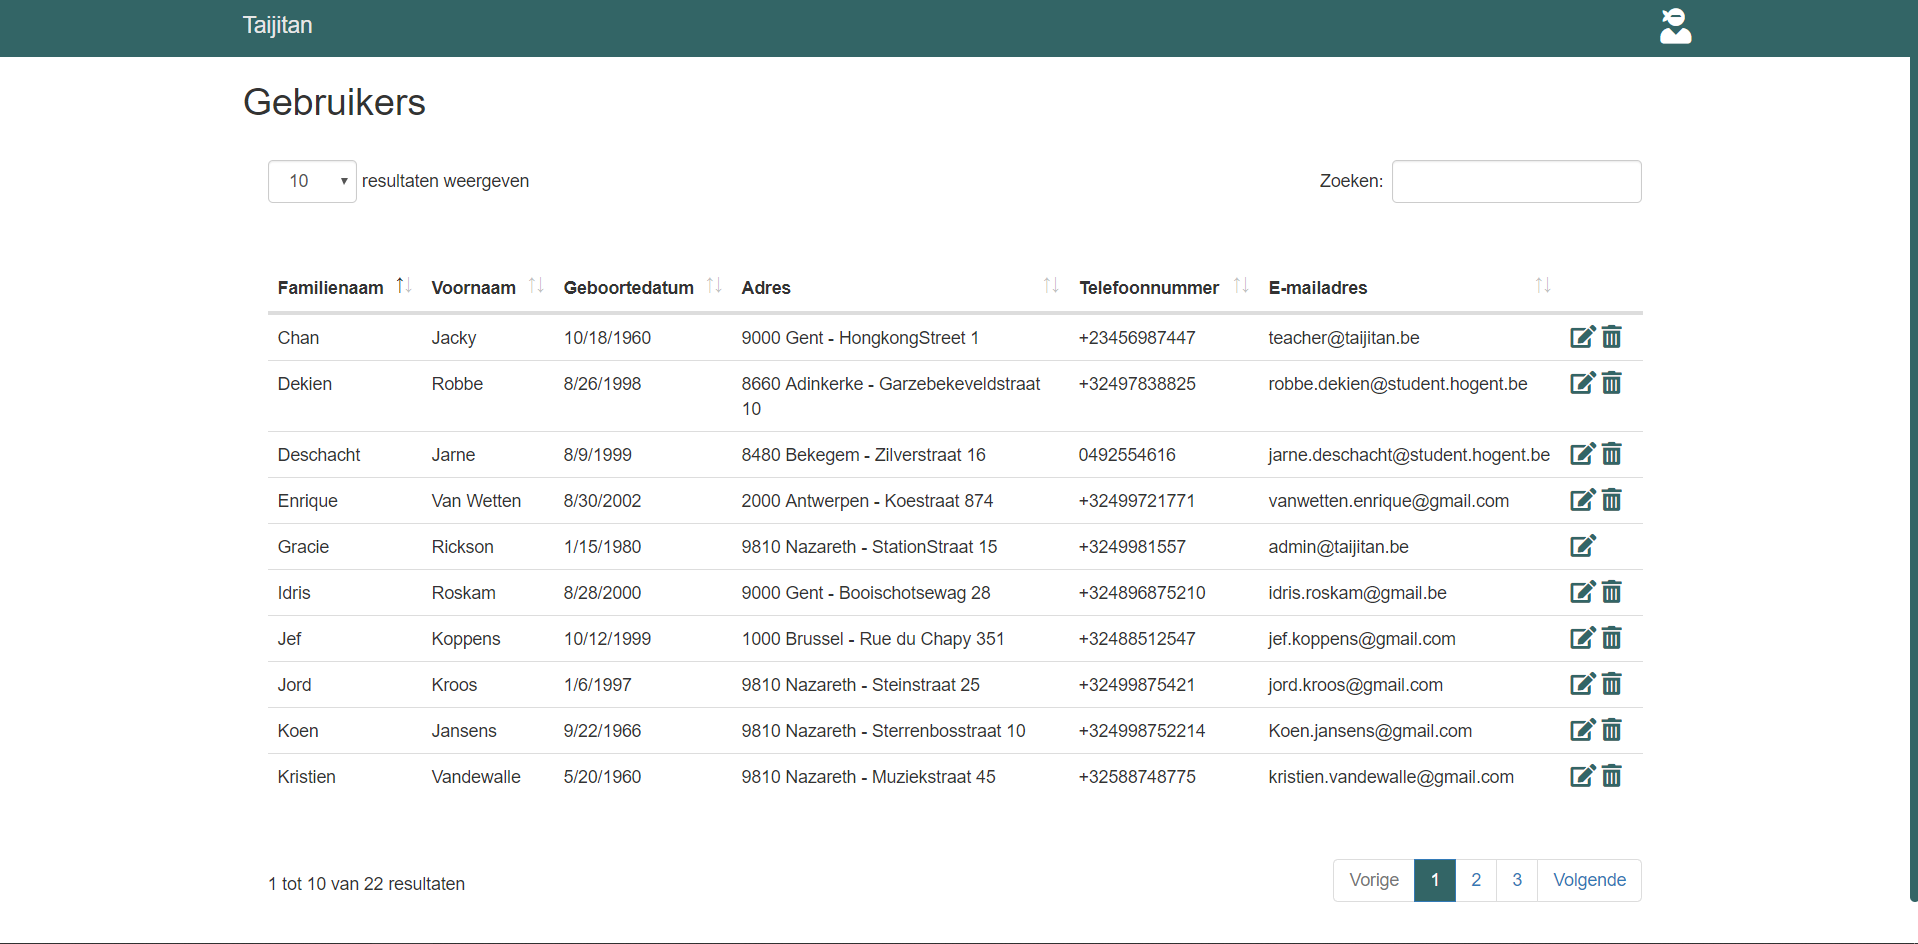 Taijitan
Gebruikers
10 resultaten weergeven
Zoeken:
Familienaam Voornaam Geboortedatum Adres Telefoonnummer E-mailadres
Chan Jacky 10/18/1960 9000 Gent - HongkongStreet 1 +23456987447 teacher@taijitan.be
Dekien Robbe 8/26/1998 8660 Adinkerke - Garzebekeveldstraat +32497838825 robbe.dekien@student.hogent.be
10
Deschacht Jarne 8/9/1999 8480 Bekegem - Zilverstraat 16 0492554616 jarne.deschacht@student.hogent.be
Enrique Van Wetten 8/30/2002 2000 Antwerpen - Koestraat 874 +32499721771 vanwetten.enrique@gmail.com
Gracie Rickson 1/15/1980 9810 Nazareth - StationStraat 15 +3249981557 admin@taijitan.be
Idris Roskam 8/28/2000 9000 Gent - Booischotsewag 28 +324896875210 idris.roskam@gmail.be
Jef Koppens 10/12/1999 1000 Brussel - Rue du Chapy 351 +32488512547 jef.koppens@gmail.com
Jord Kroos 1/6/1997 9810 Nazareth - Steinstraat 25 +32499875421 jord.kroos@gmail.com
Koen Jansens 9/22/1966 9810 Nazareth - Sterrenbosstraat 10 +324998752214 Koen.jansens@gmail.com
Kristien Vandewalle 5/20/1960 9810 Nazareth - Muziekstraat 45 +32588748775 kristien.vandewalle@gmail.com
1 tot 10 van 22 resultaten
Vorige 1 2 3 Volgende